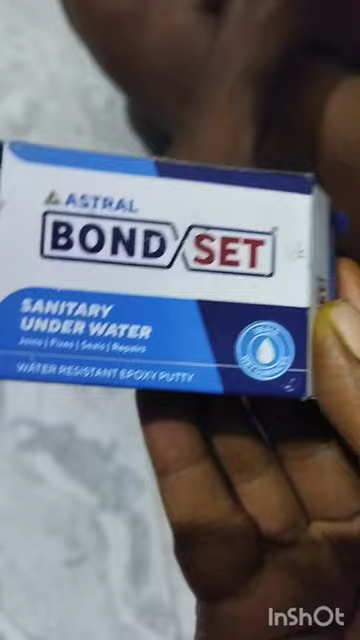 ASTRAL
BOND SET
SANITARY
UNDER WATER
Joins | Fixes | Seals | Repairs
WATER RESISTANT EPOXY PUTTY
InShOt